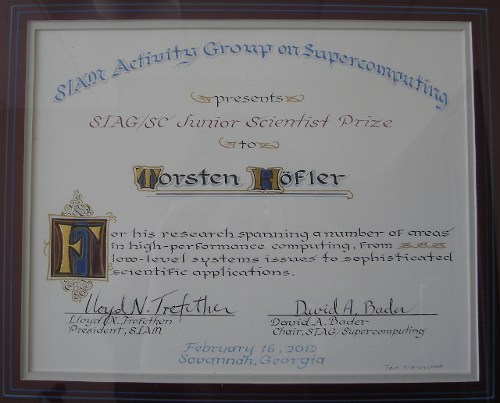 SIAM Activity Group on Supercomputing
presents
SIAG/SC Junior Scientist Prize
to
Torsten Höfler
For his research spanning a number of areas
in high-performance computing, from
low-level systems issues to sophisticated
scientific applications.
Lloyd N. Trefethen
Lloyd N. Trefethen
President, SIAM
David A. Bader
David A. Bader
Chair, SIAG/Supercomputing
February 16, 2012
Savannah, Georgia